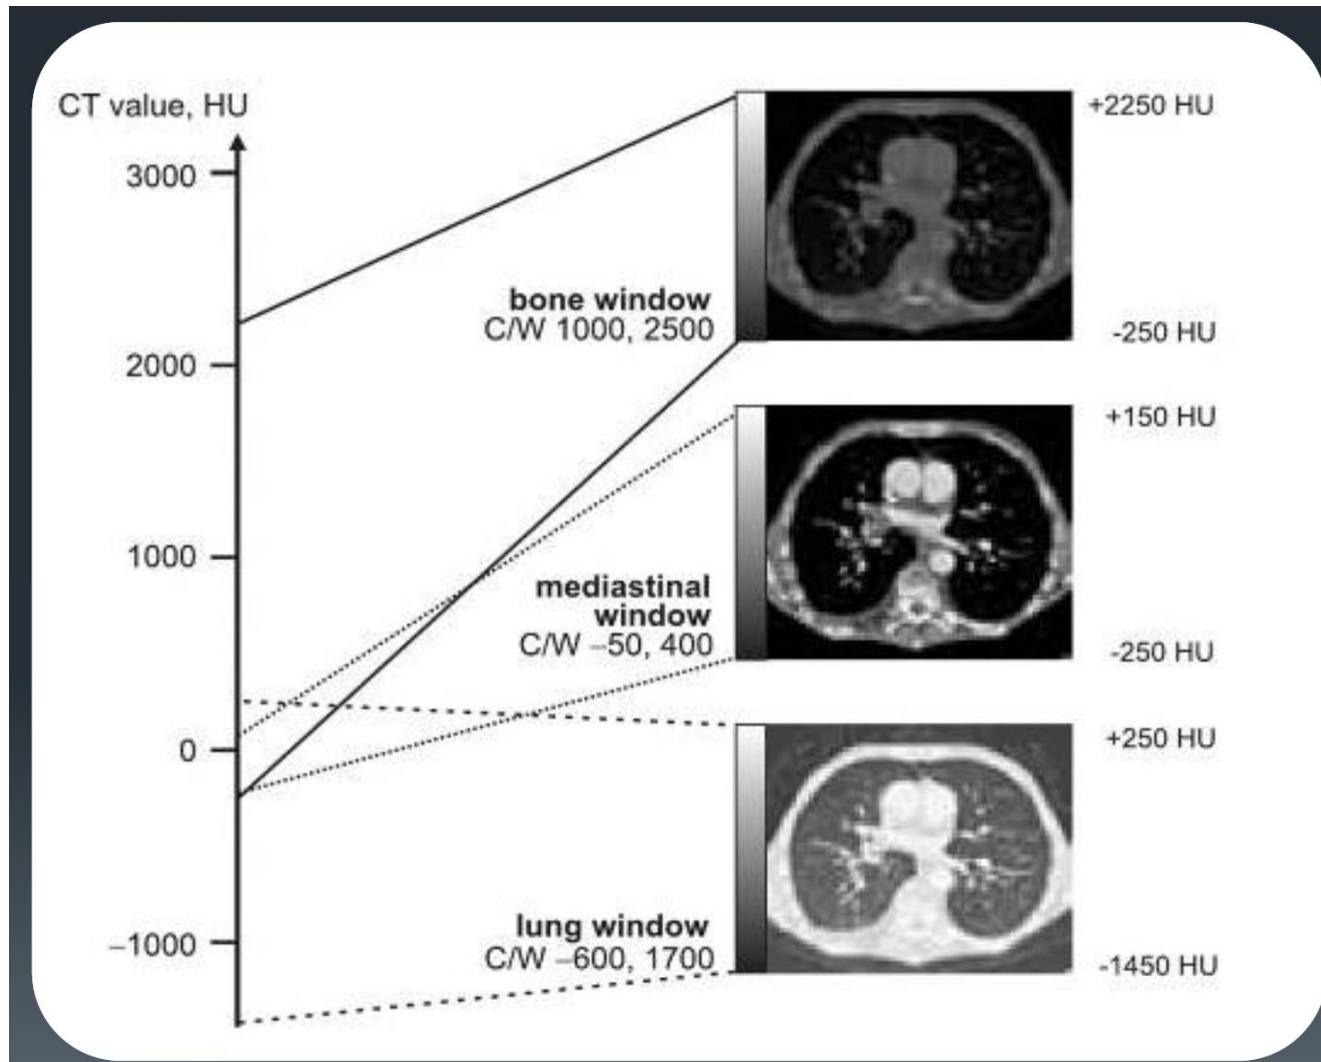 CT value, HU
3000
2000
1000
0
–1000
bone window
C/W 1000, 2500
+2250 HU
-250 HU
mediastinal
window
C/W –50, 400
+150 HU
-250 HU
lung window
C/W –600, 1700
+250 HU
-1450 HU